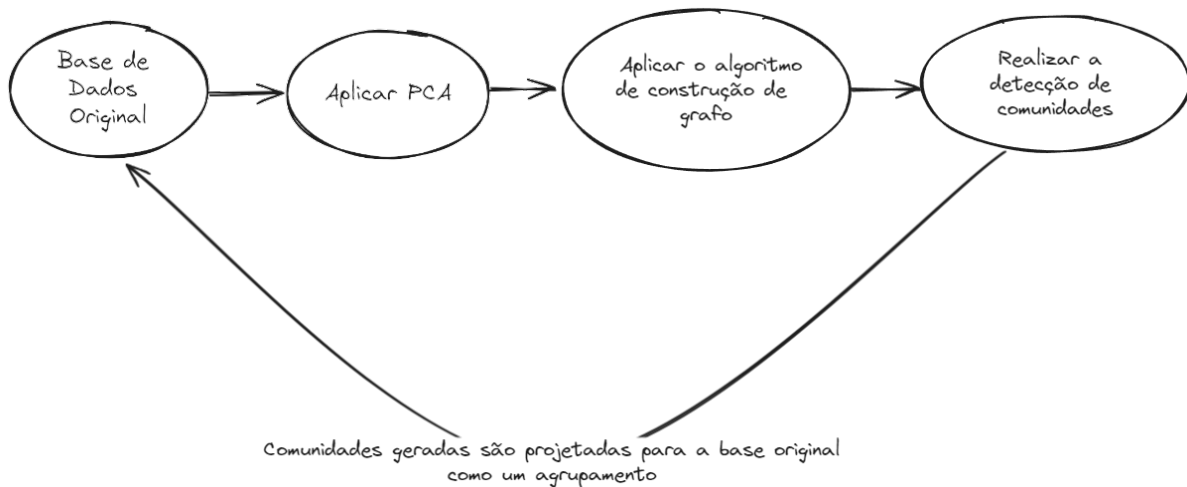 Base de
Dados
Original
Aplicar PCA
Aplicar o algoritmo
de construção de
grafo
Realizar a
detecção de
comunidades
Comunidades geradas são projetadas para a base original
como um agrupamento